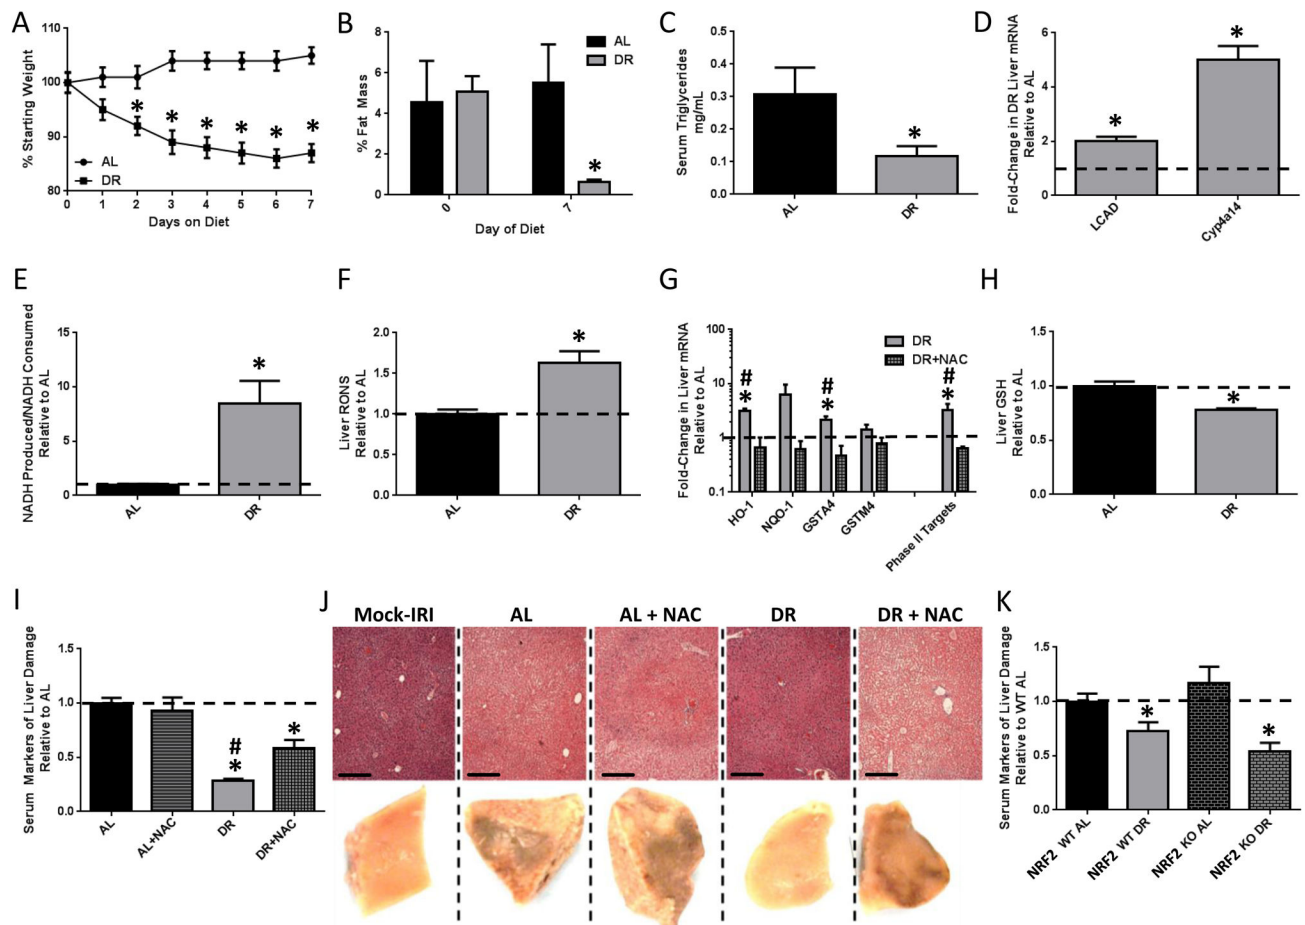 A
% Starting Weight
110
100
90
80
AL
DR
* * * * * *
0 1 2 3 4 5 6 7
Days on Diet
B
% Fat Mass
8
6
4
2
0
AL
DR
*
0 7
Day of Diet
C
Serum Triglycerides
mg/mL
0.5
0.4
0.3
0.2
0.1
0.0
*
AL DR
D
Fold-Change in DR Liver mRNA
Relative to AL
6
4
2
0
* *
LCAD Cyp4a14
E
NADH Produced/NADH Consumed
Relative to AL
15
10
5
0
*
AL DR
F
Liver RONS
Relative to AL
2.0
1.5
1.0
0.5
0.0
*
AL DR
G
Fold-Change in Liver mRNA
Relative to AL
100
10
1
0.1
DR
DR+NAC
# # #
* * *
HO-1 NQO-1 GSTA4 GSTM4 Phase II Targets
H
Liver GSH
Relative to AL
1.5
1.0
0.5
0.0
*
AL DR
I
Serum Markers of Liver Damage
Relative to AL
1.5
1.0
0.5
0.0
#
* *
AL AL+NAC DR DR+NAC
J
Mock-IRI AL AL + NAC DR DR + NAC
K
Serum Markers of Liver Damage
Relative to WT AL
1.5
1.0
0.5
0.0
* *
NRF2 WT AL NRF2 WT DR NRF2 KO AL NRF2 KO DR